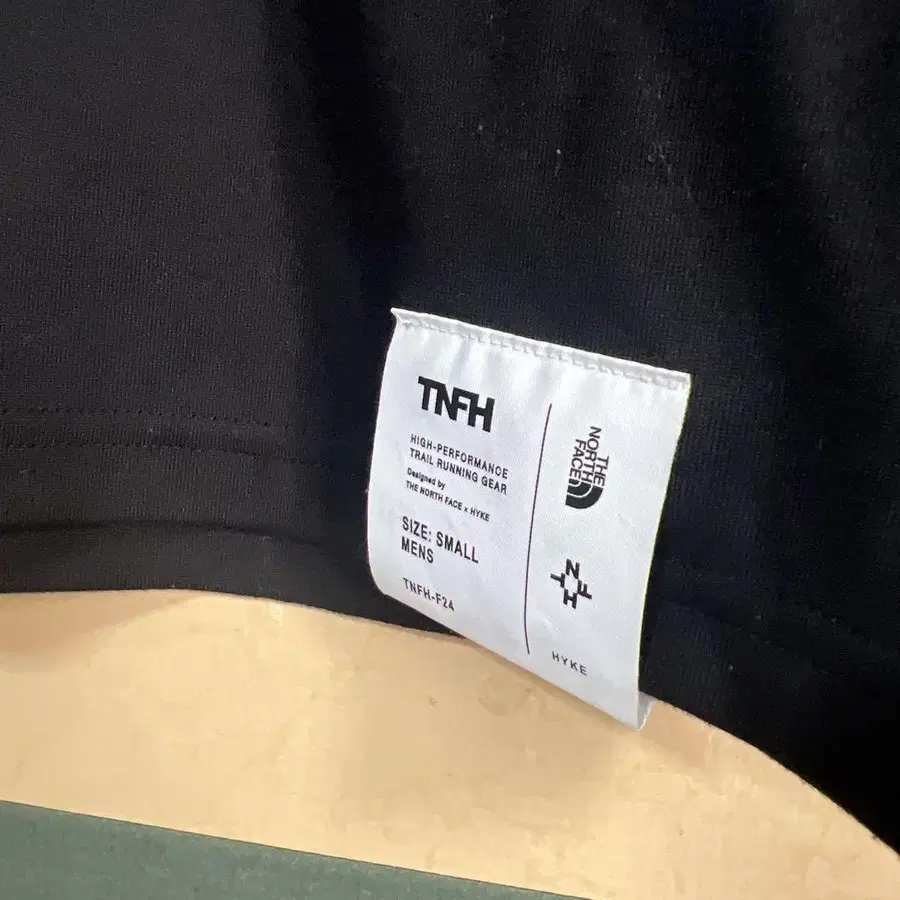 TNFH
HIGH-PERFORMANCE
TRAIL RUNNING GEAR
Designed by
THE NORTH FACE x HYKE
SIZE: SMALL
MENS
TNFH-F24
THE
NORTH
FACE
TNFH
HYKE